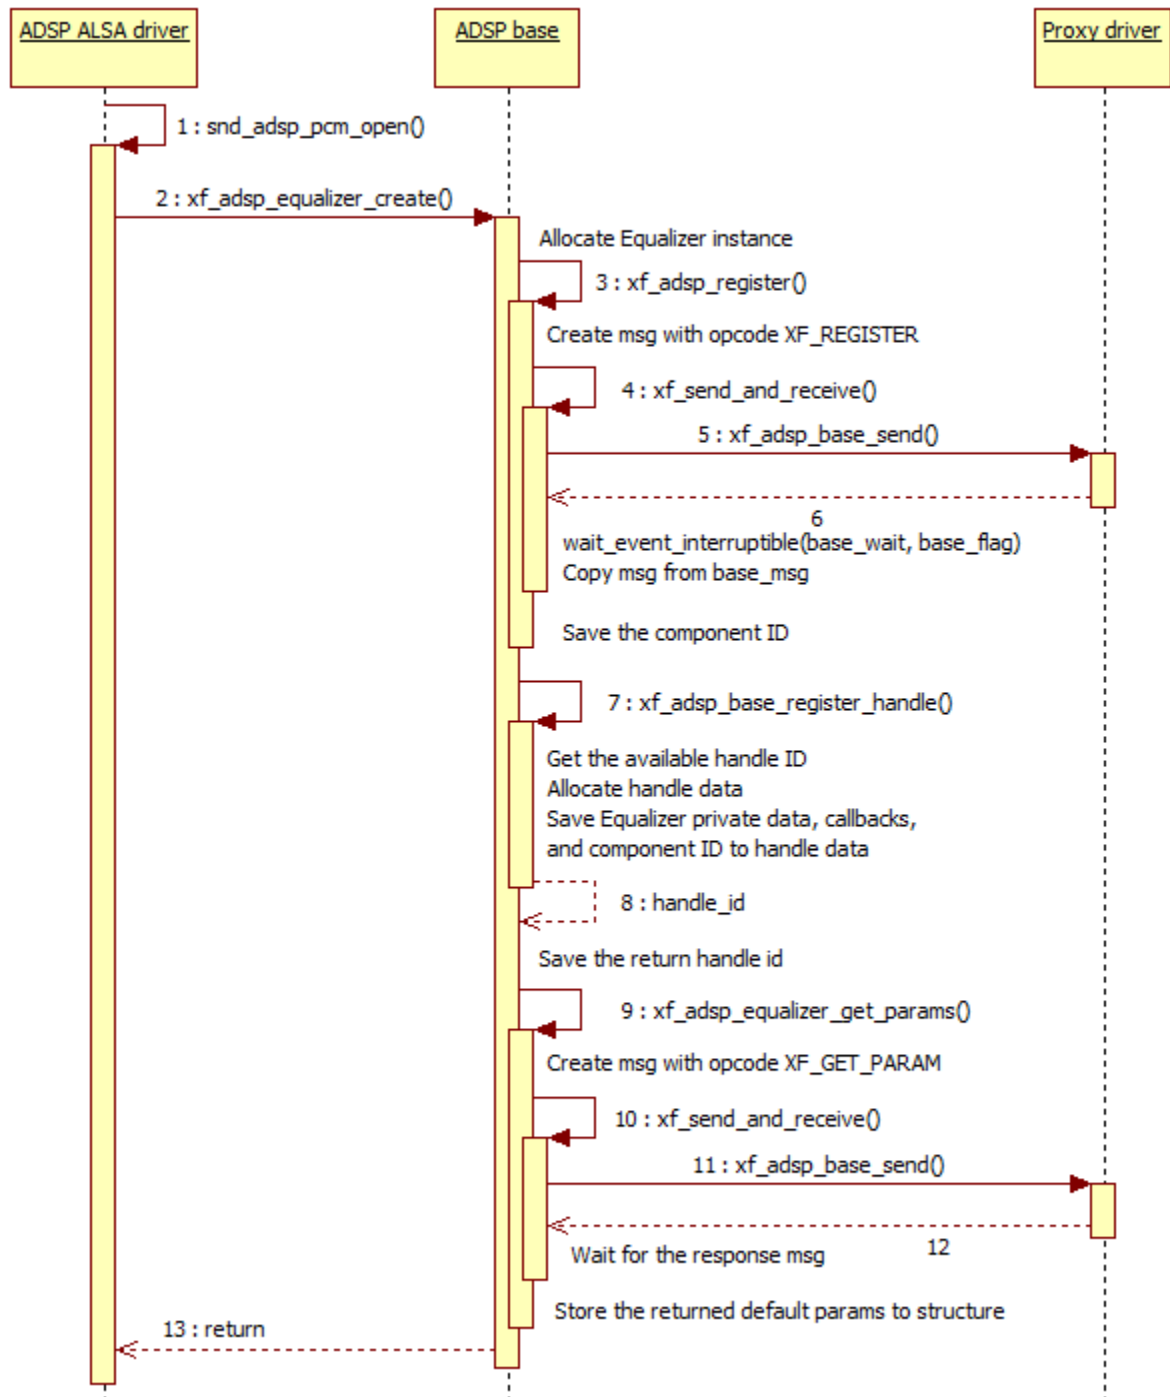 ADSP ALSA driver
ADSP base
Proxy driver
1 : snd_adsp_pcm_open()
2 : xf_adsp_equalizer_create()
Allocate Equalizer instance
3 : xf_adsp_register()
Create msg with opcode XF_REGISTER
4 : xf_send_and_receive()
5 : xf_adsp_base_send()
6
wait_event_interruptible(base_wait, base_flag)
Copy msg from base_msg
Save the component ID
7 : xf_adsp_base_register_handle()
Get the available handle ID
Allocate handle data
Save Equalizer private data, callbacks,
and component ID to handle data
8 : handle_id
Save the return handle id
9 : xf_adsp_equalizer_get_params()
Create msg with opcode XF_GET_PARAM
10 : xf_send_and_receive()
11 : xf_adsp_base_send()
12
Wait for the response msg
Store the returned default params to structure
13 : return